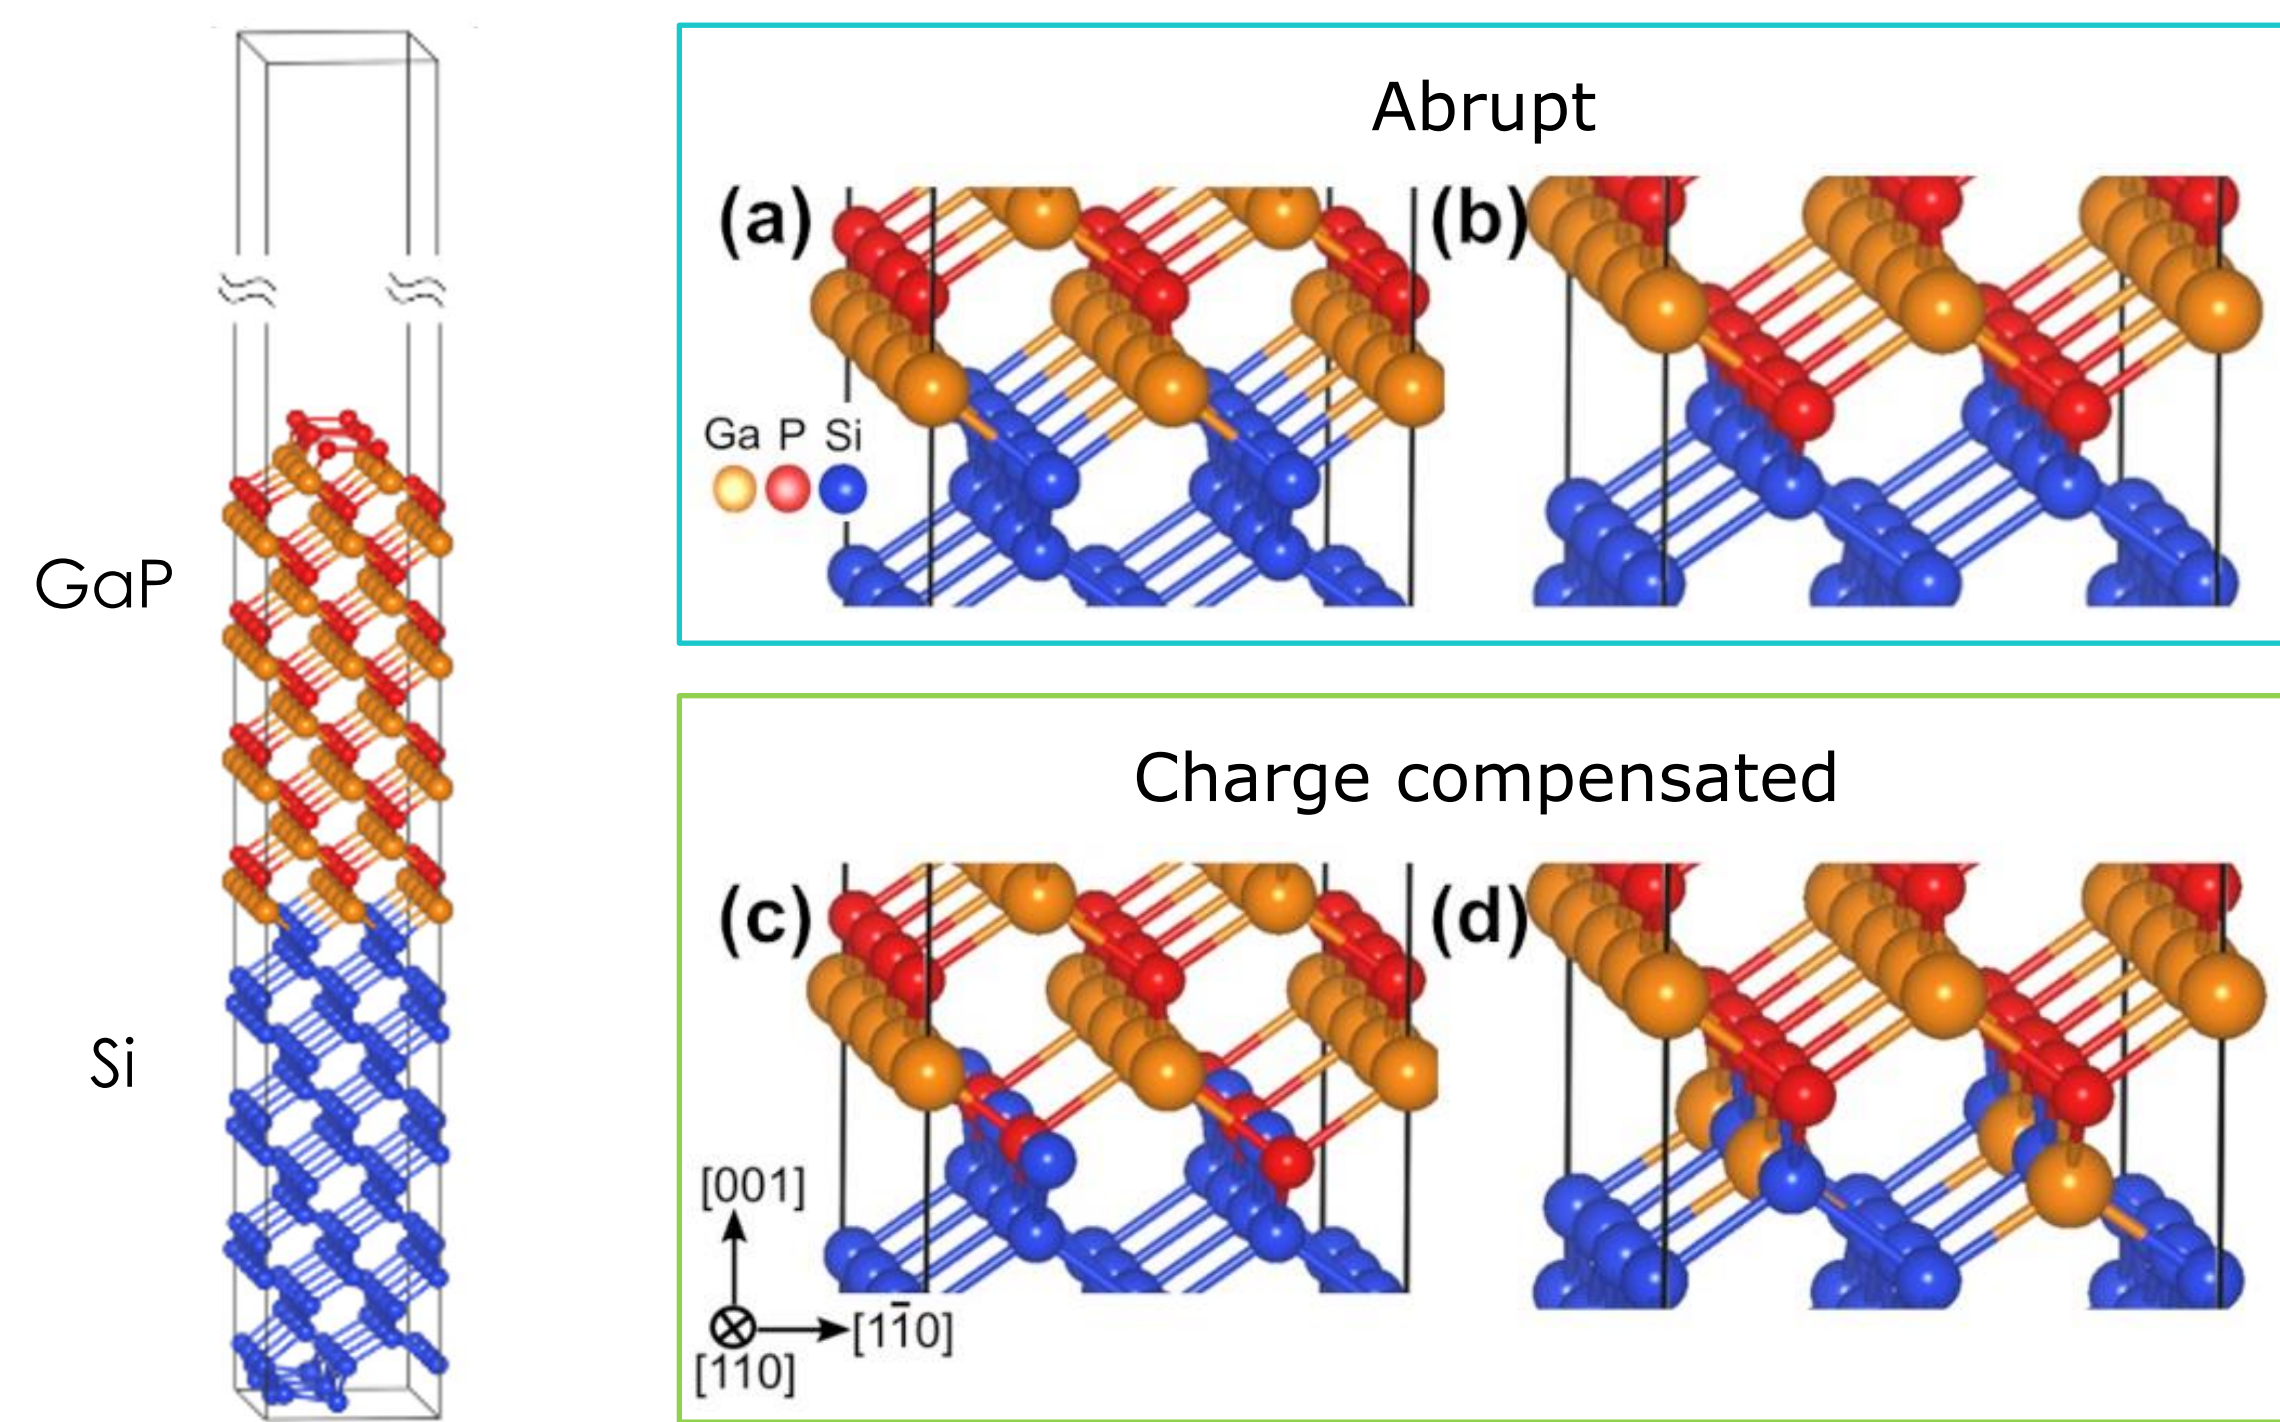 GaP
Si
Abrupt
(a)
(b)
Ga P Si
Charge compensated
(c)
(d)
[001]
[11̅0]
[110]